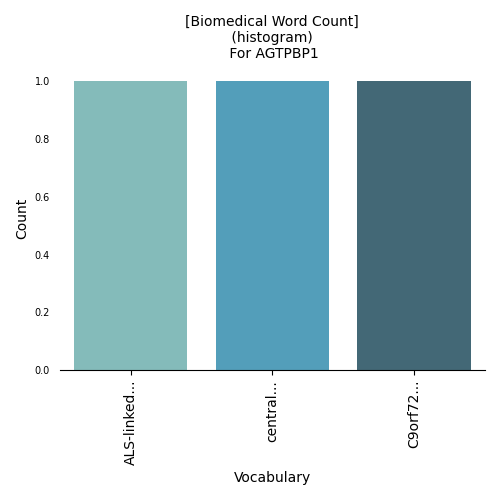 [Biomedical Word Count]
(histogram)
For AGTPBP1
1.0
0.8
0.6
0.4
0.2
0.0
Count
ALS-linked...
central...
C9orf72...
Vocabulary